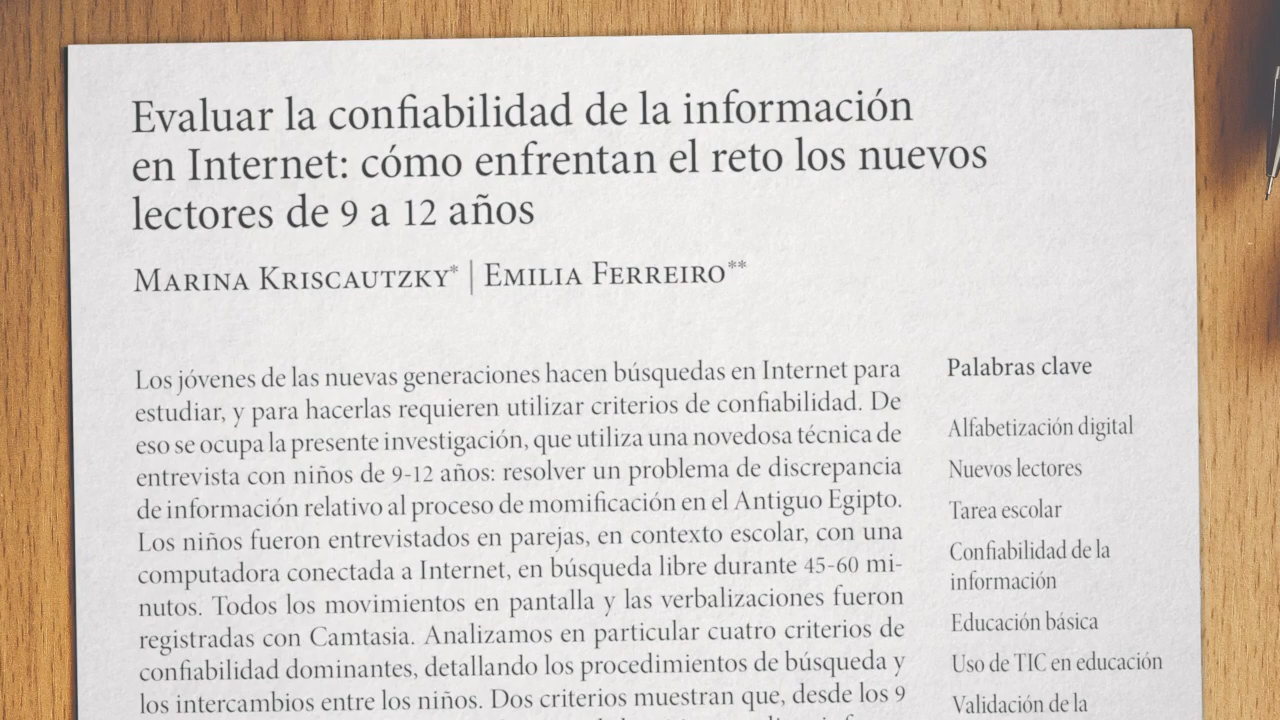 Evaluar la confiabilidad de la información
en Internet: cómo enfrentan el reto los nuevos
lectores de 9 a 12 años
Marina Kriscautzky* | Emilia Ferreiro**
Los jóvenes de las nuevas generaciones hacen búsquedas en Internet para
estudiar, y para hacerlas requieren utilizar criterios de confiabilidad. De
eso se ocupa la presente investigación, que utiliza una novedosa técnica de
entrevista con niños de 9-12 años: resolver un problema de discrepancia
de información relativo al proceso de momificación en el Antiguo Egipto.
Los niños fueron entrevistados en parejas, en contexto escolar, con una
computadora conectada a Internet, en búsqueda libre durante 45-60 mi-
nutos. Todos los movimientos en pantalla y las verbalizaciones fueron
registradas con Camtasia. Analizamos en particular cuatro criterios de
confiabilidad dominantes, detallando los procedimientos de búsqueda y
los intercambios entre los niños. Dos criterios muestran que, desde los 9
Palabras clave
Alfabetización digital
Nuevos lectores
Tarea escolar
Confiabilidad de la
información
Educación básica
Uso de TIC en educación
Validación de la